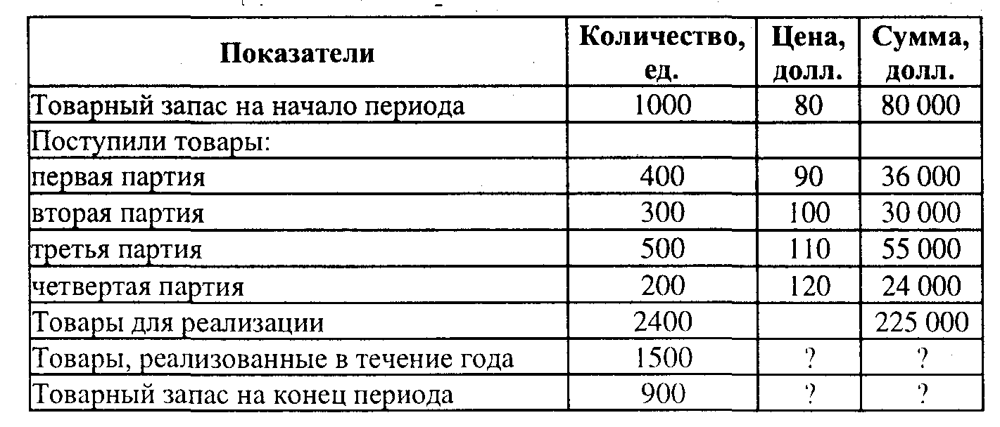 Показатели Количество, ед. Цена, долл. Сумма, долл.
Товарный запас на начало периода 1000 80 80 000
Поступили товары:
первая партия 400 90 36 000
вторая партия 300 100 30 000
третья партия 500 110 55 000
четвертая партия 200 120 24 000
Товары для реализации 2400 225 000
Товары, реализованные в течение года 1500 ? ?
Товарный запас на конец периода 900 ? ?